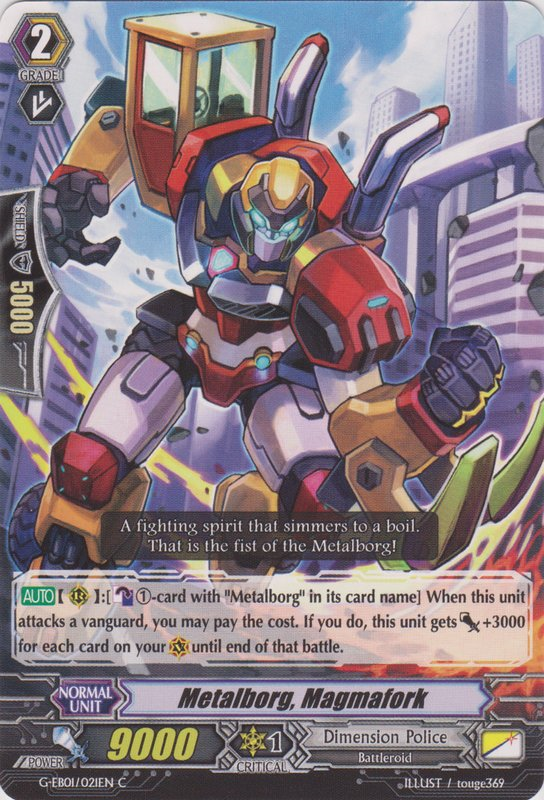 2
GRADE
SHIELD
5000
A fighting spirit that simmers to a boil.
That is the fist of the Metalborg!
AUTO【 】:[ ①-card with "Metalborg" in its card name] When this unit
attacks a vanguard, you may pay the cost. If you do, this unit gets +3000
for each card on your until end of that battle.
NORMAL
UNIT
Metalborg, Magmafork
POWER
9000
1
CRITICAL
Dimension Police
Battleroid
G-EB01/021EN C
ILLUST / touge369